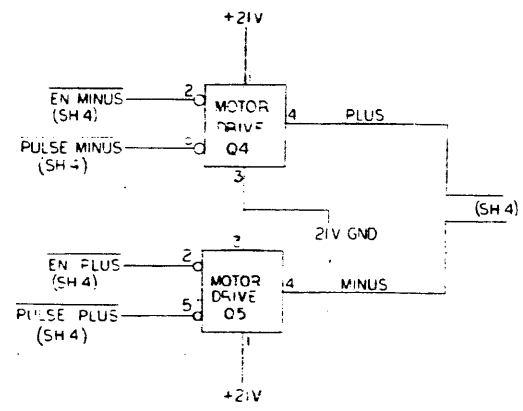 +21V
EN MINUS
(SH 4)
2
MOTOR
DRIVE
Q4
4
PLUS
PULSE MINUS
(SH 4)
3
(SH 4)
21V GND
3
EN PLUS
(SH 4)
2
MOTOR
DRIVE
Q5
4
MINUS
PULSE PLUS
(SH 4)
5
1
+21V